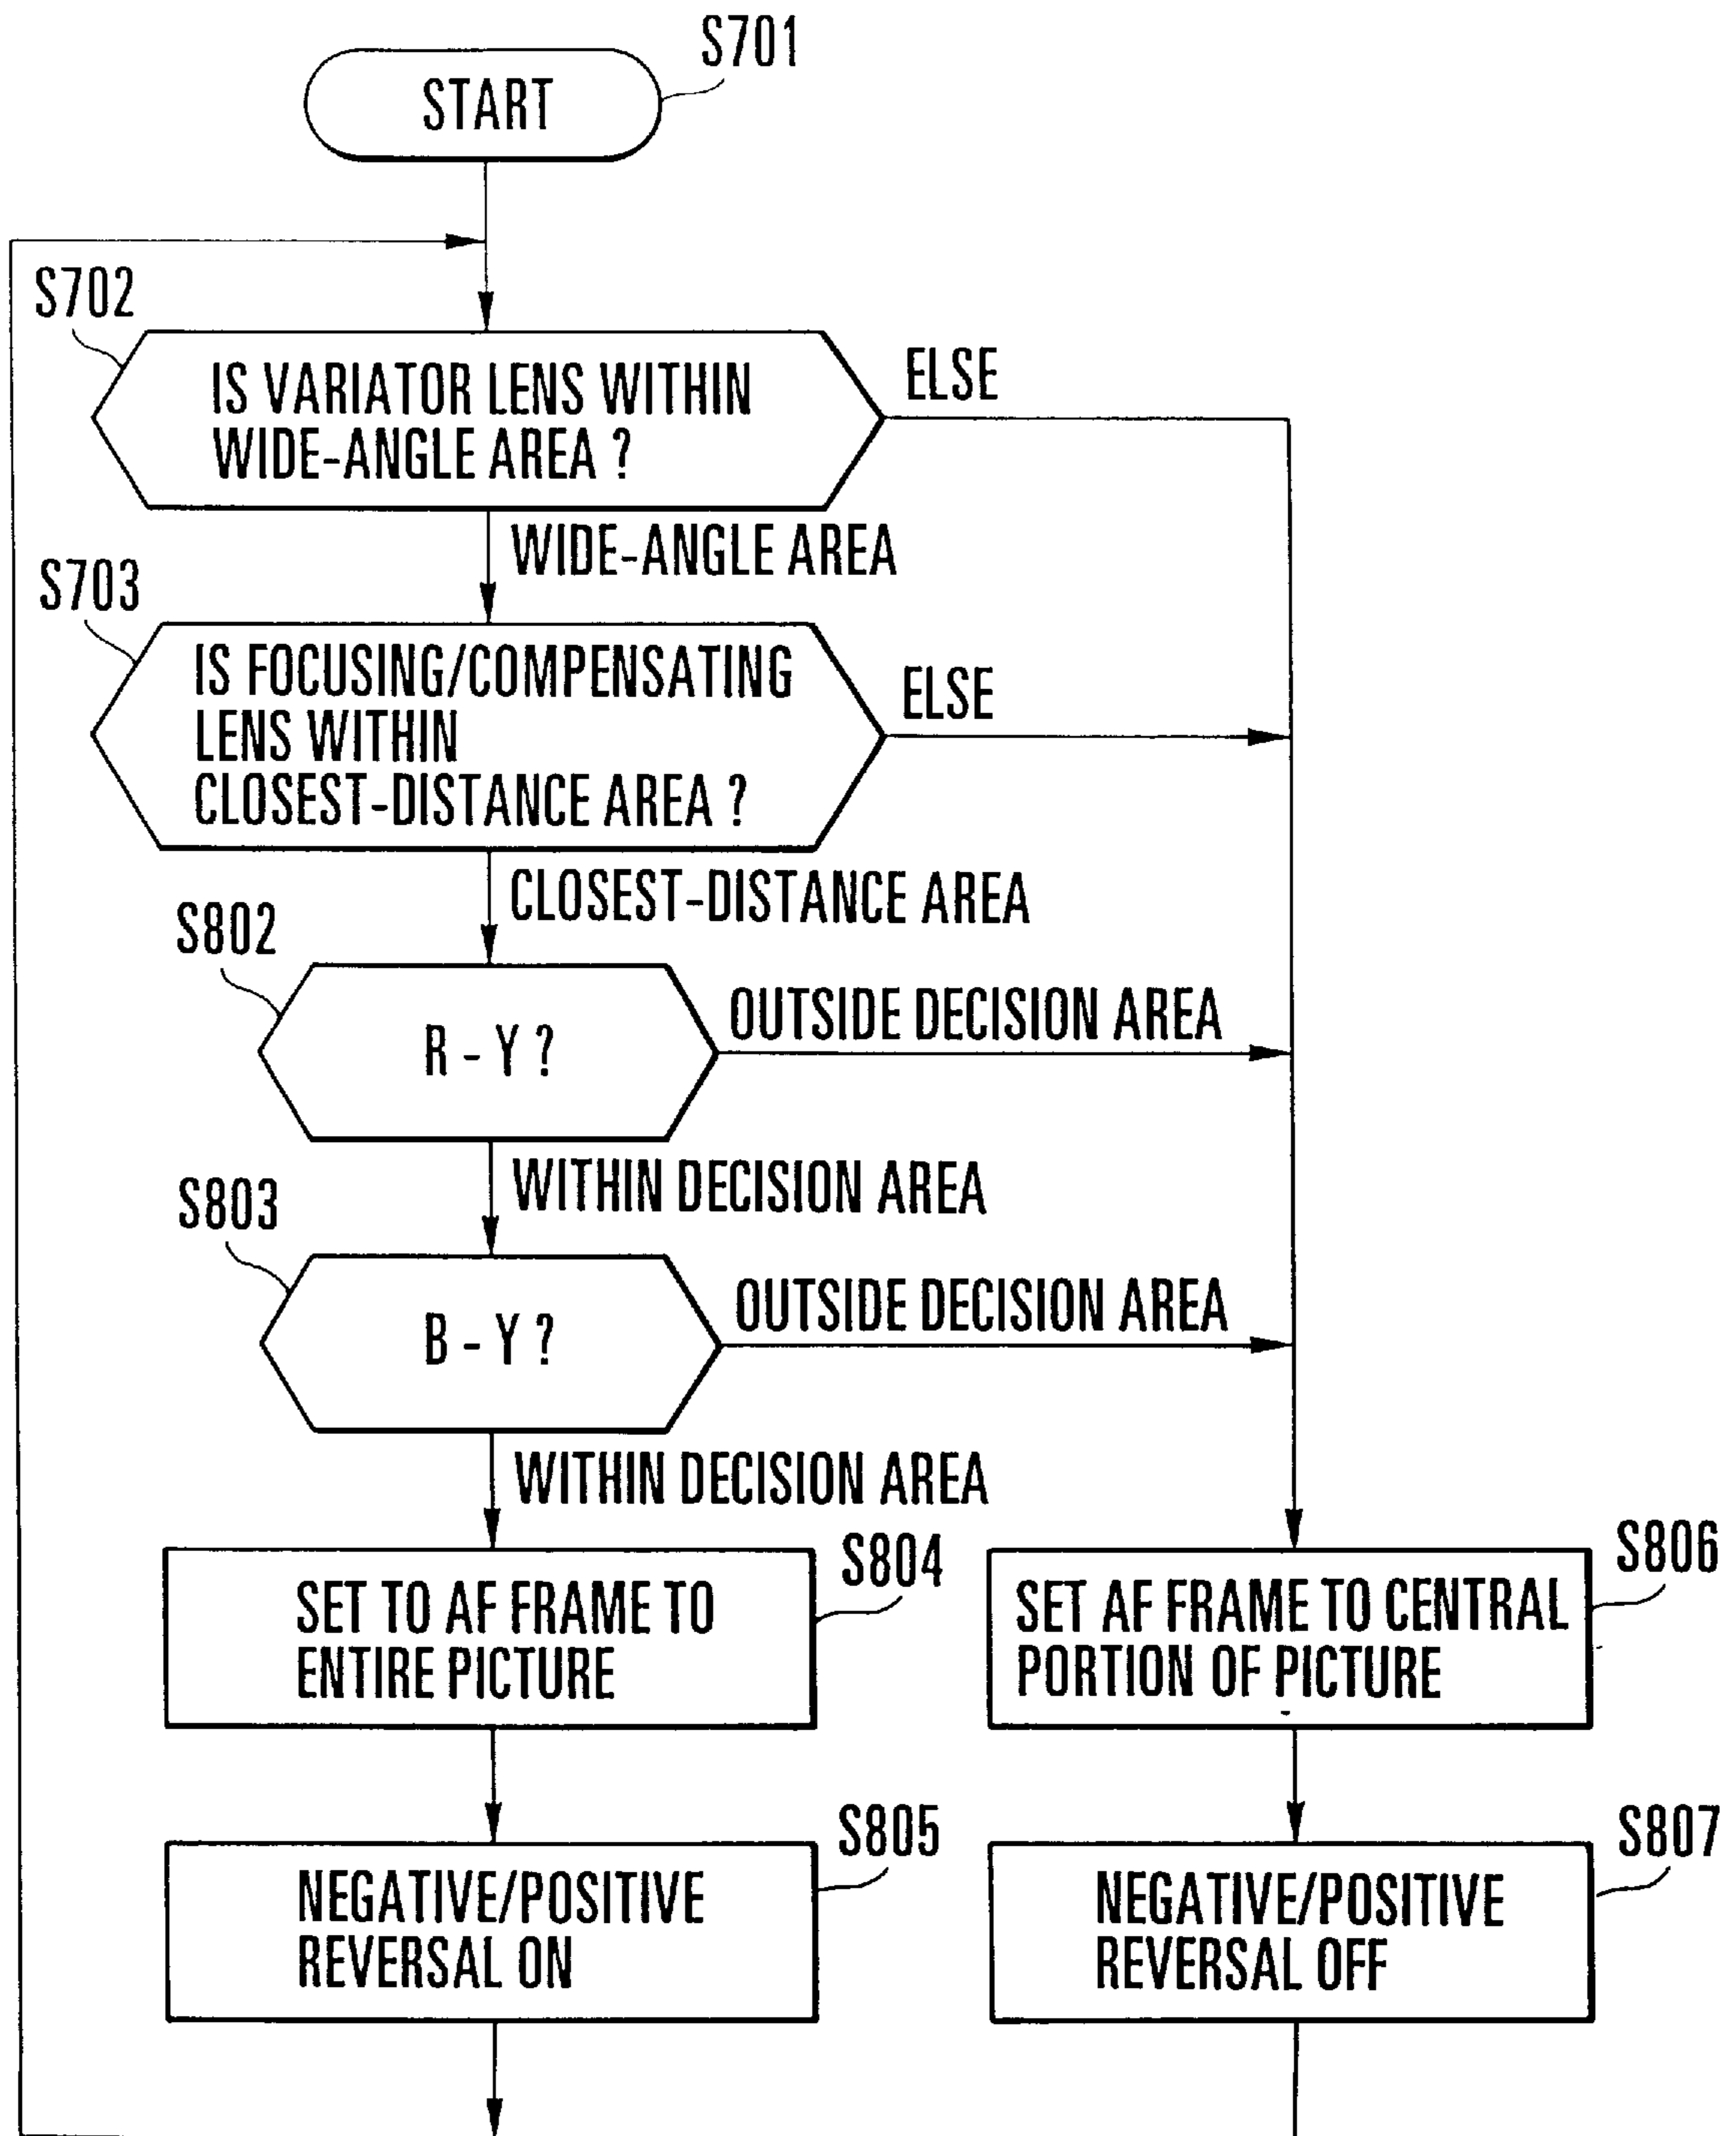 S701
START
S702
IS VARIATOR LENS WITHIN
WIDE-ANGLE AREA ?
ELSE
WIDE-ANGLE AREA
S703
IS FOCUSING/COMPENSATING
LENS WITHIN
CLOSEST-DISTANCE AREA ?
ELSE
CLOSEST-DISTANCE AREA
S802
R - Y ?
OUTSIDE DECISION AREA
WITHIN DECISION AREA
S803
B - Y ?
OUTSIDE DECISION AREA
WITHIN DECISION AREA
S804
SET TO AF FRAME TO
ENTIRE PICTURE
S806
SET AF FRAME TO CENTRAL
PORTION OF PICTURE
S805
NEGATIVE/POSITIVE
REVERSAL ON
S807
NEGATIVE/POSITIVE
REVERSAL OFF